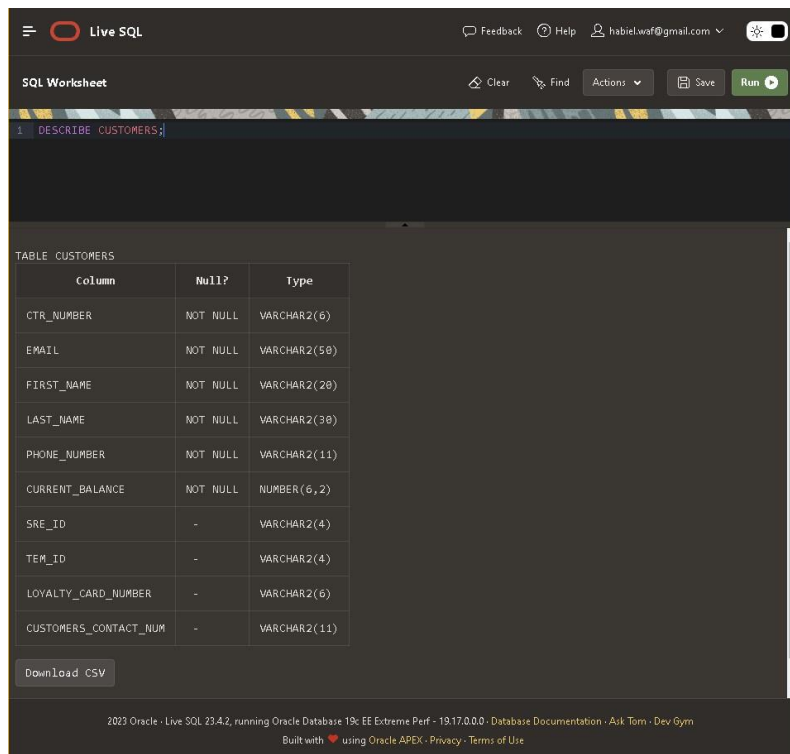 Live SQL
Feedback Help habiel.waf@gmail.com
SQL Worksheet
Clear Find Actions Save Run
1 DESCRIBE CUSTOMERS;
TABLE CUSTOMERS
Column Null? Type
CTR_NUMBER NOT NULL VARCHAR2(6)
EMAIL NOT NULL VARCHAR2(50)
FIRST_NAME NOT NULL VARCHAR2(20)
LAST_NAME NOT NULL VARCHAR2(30)
PHONE_NUMBER NOT NULL VARCHAR2(11)
CURRENT_BALANCE NOT NULL NUMBER(6,2)
SRE_ID - VARCHAR2(4)
TEM_ID - VARCHAR2(4)
LOYALTY_CARD_NUMBER - VARCHAR2(6)
CUSTOMERS_CONTACT_NUM - VARCHAR2(11)
Download CSV
2023 Oracle · Live SQL 23.4.2, running Oracle Database 19c EE Extreme Perf - 19.17.0.0.0 · Database Documentation · Ask Tom · Dev Gym
Built with ❤ using Oracle APEX · Privacy · Terms of Use